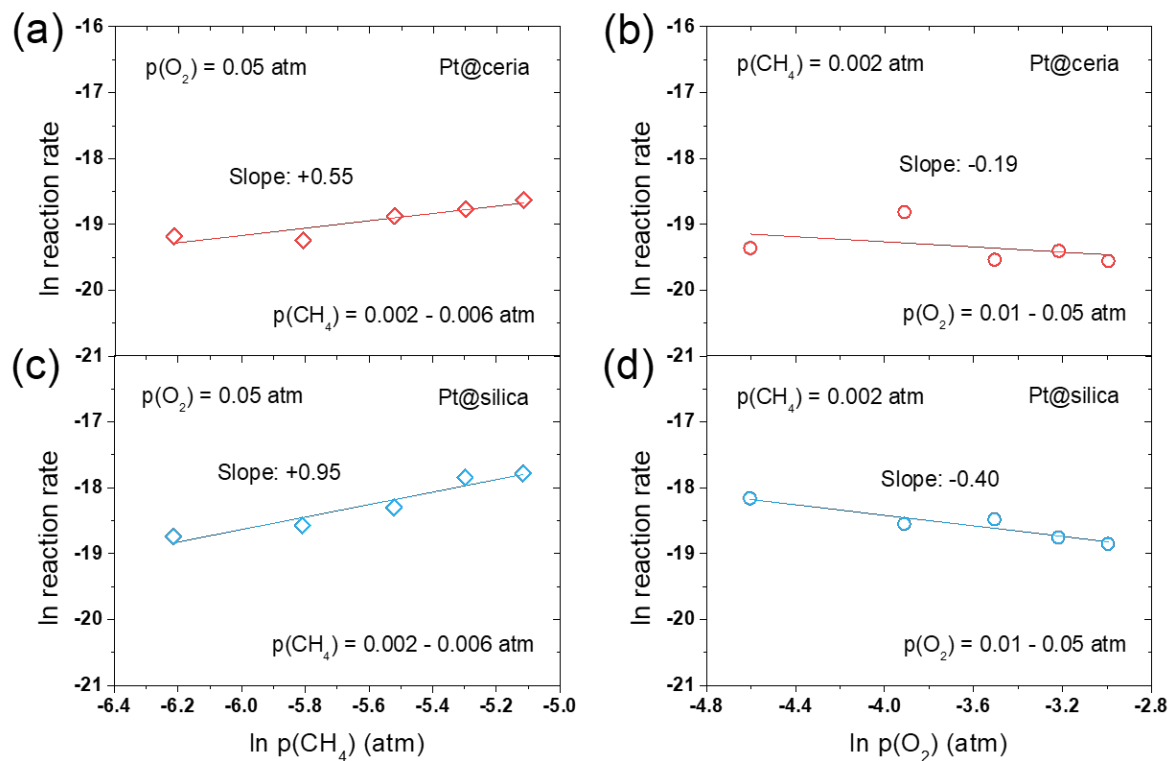 (a)
p(O2) = 0.05 atm
Pt@ceria
Slope: +0.55
p(CH4) = 0.002 - 0.006 atm
ln reaction rate
-16
-17
-18
-19
-20
-21
(b)
p(CH4) = 0.002 atm
Pt@ceria
Slope: -0.19
p(O2) = 0.01 - 0.05 atm
ln reaction rate
-16
-17
-18
-19
-20
-21
(c)
p(O2) = 0.05 atm
Pt@silica
Slope: +0.95
p(CH4) = 0.002 - 0.006 atm
ln reaction rate
-17
-18
-19
-20
-21
-6.4 -6.2 -6.0 -5.8 -5.6 -5.4 -5.2 -5.0
ln p(CH4) (atm)
(d)
p(CH4) = 0.002 atm
Pt@silica
Slope: -0.40
p(O2) = 0.01 - 0.05 atm
ln reaction rate
-17
-18
-19
-20
-21
-4.8 -4.4 -4.0 -3.6 -3.2 -2.8
ln p(O2) (atm)